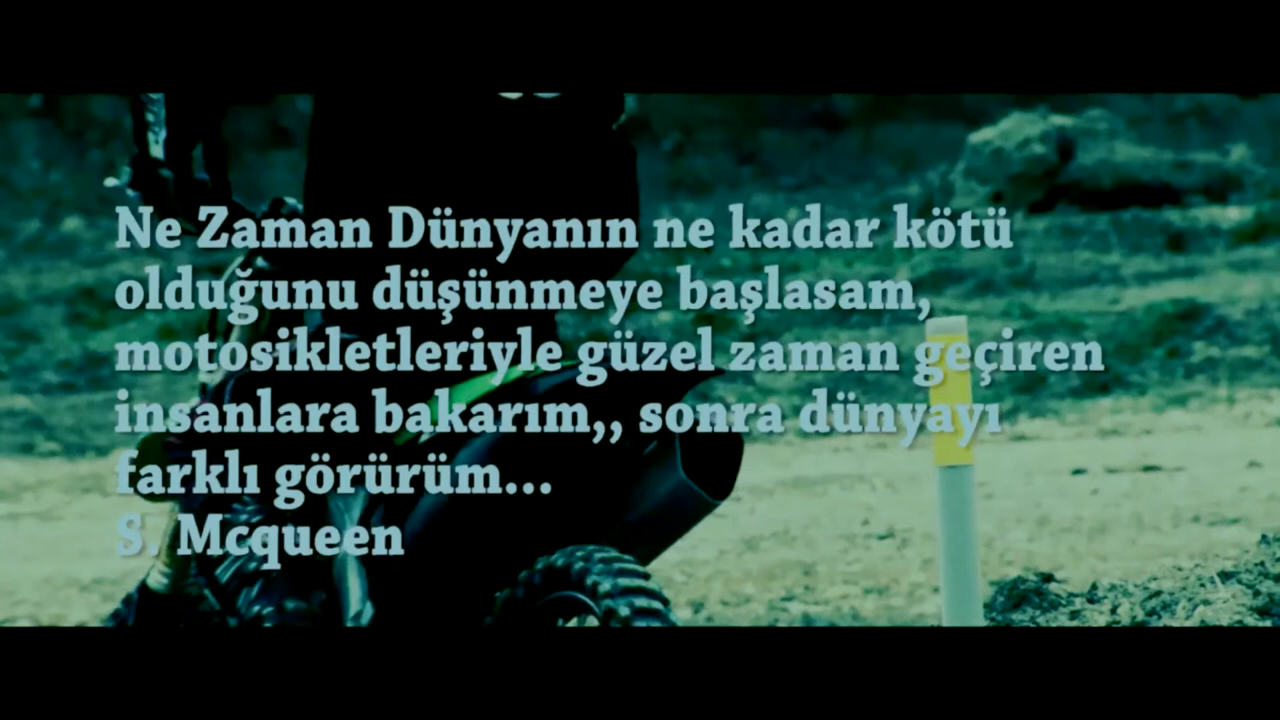 Ne Zaman Dünyanın ne kadar kötü
olduğunu düşünmeye başlasam,
motosikletleriyle güzel zaman geçiren
insanlara bakarım,, sonra dünyayı
farklı görürüm...
S. Mcqueen